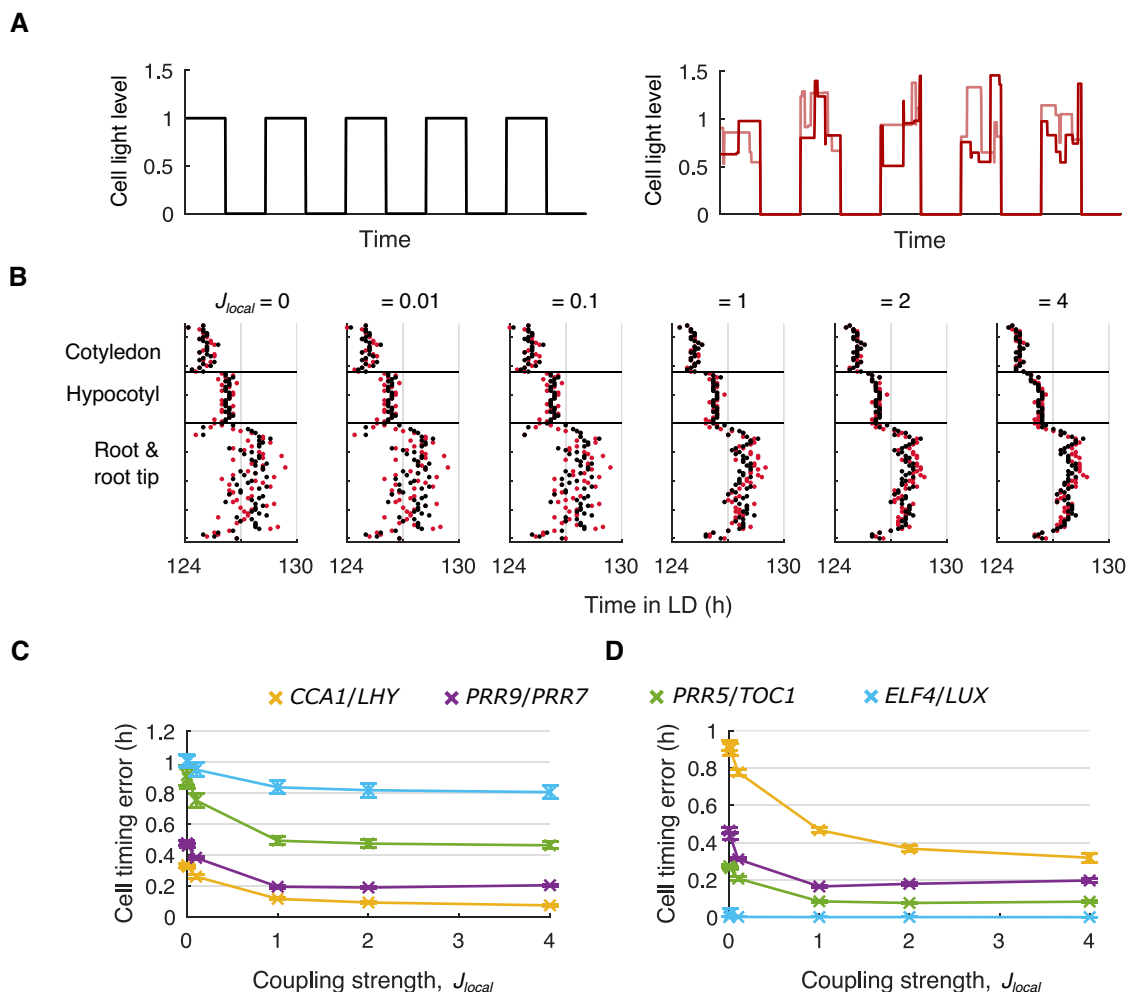 A
Cell light level
1.5
1
0.5
0
Time
Cell light level
1.5
1
0.5
0
Time
B
J_local = 0
= 0.01
= 0.1
= 1
= 2
= 4
Cotyledon
Hypocotyl
Root &
root tip
124 130
124 130
124 130
124 130
124 130
124 130
Time in LD (h)
C
D
CCA1/LHY
PRR9/PRR7
PRR5/TOC1
ELF4/LUX
Cell timing error (h)
1.2
1
0.8
0.6
0.4
0.2
0
0 1 2 3 4
Coupling strength, J_local
Cell timing error (h)
1
0.8
0.6
0.4
0.2
0
0 1 2 3 4
Coupling strength, J_local